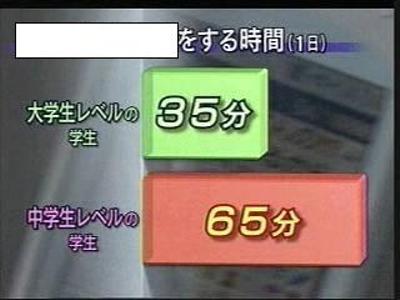 をする時間(1日)
大学生レベルの
学生
35分
中学生レベルの
学生
65分